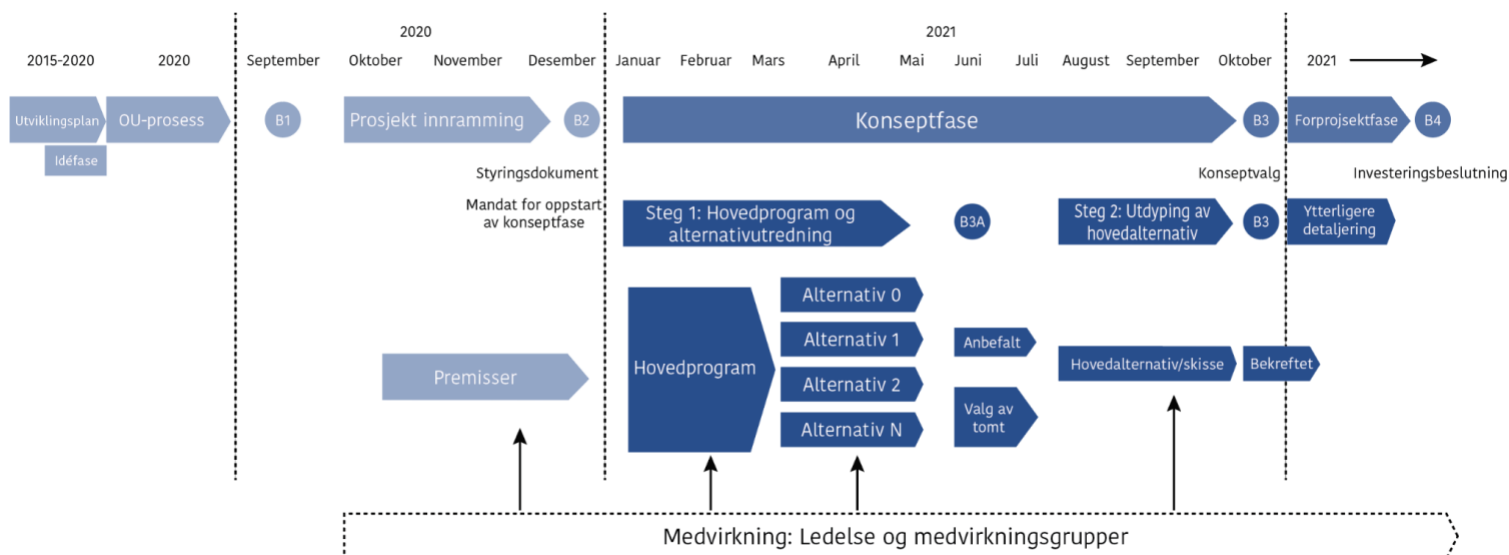 2020
2021
2015-2020
2020
September
Oktober
November
Desember
Januar
Februar
Mars
April
Mai
Juni
Juli
August
September
Oktober
2021
Utviklingsplan
OU-prosess
B1
Prosjekt innramming
B2
Konseptfase
B3
Forprojsektfase
B4
Idéfase
Styringsdokument
Konseptvalg
Investeringsbeslutning
Mandat for oppstart
av konseptfase
Steg 1: Hovedprogram og
alternativutredning
B3A
Steg 2: Utdyping av
hovedalternativ
B3
Ytterligere
detaljering
Premisser
Hovedprogram
Alternativ 0
Alternativ 1
Alternativ 2
Alternativ N
Anbefalt
Valg av
tomt
Hovedalternativ/skisse
Bekreftet
Medvirkning: Ledelse og medvirkningsgrupper